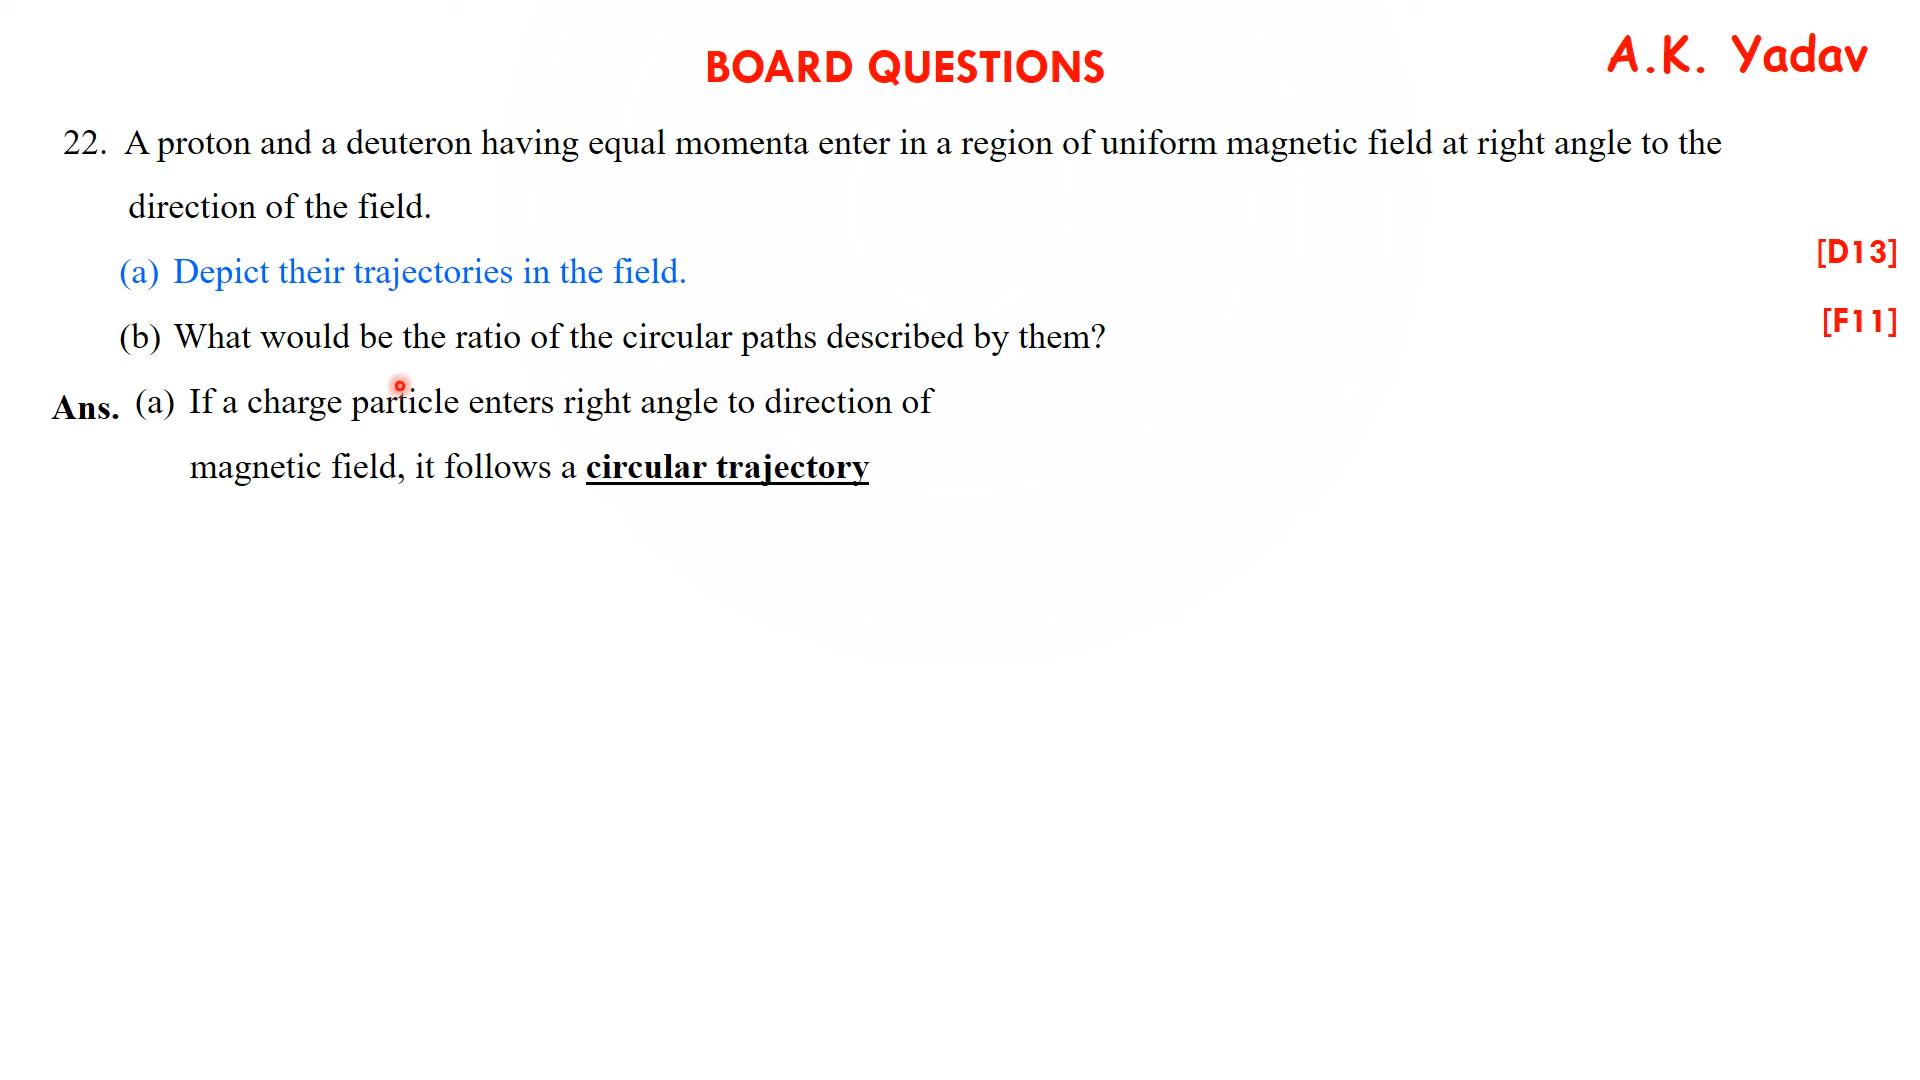 BOARD QUESTIONS
A.K. Yadav
22. A proton and a deuteron having equal momenta enter in a region of uniform magnetic field at right angle to the
direction of the field.
(a) Depict their trajectories in the field.
[D13]
(b) What would be the ratio of the circular paths described by them?
[F11]
Ans. (a) If a charge particle enters right angle to direction of
magnetic field, it follows a circular trajectory